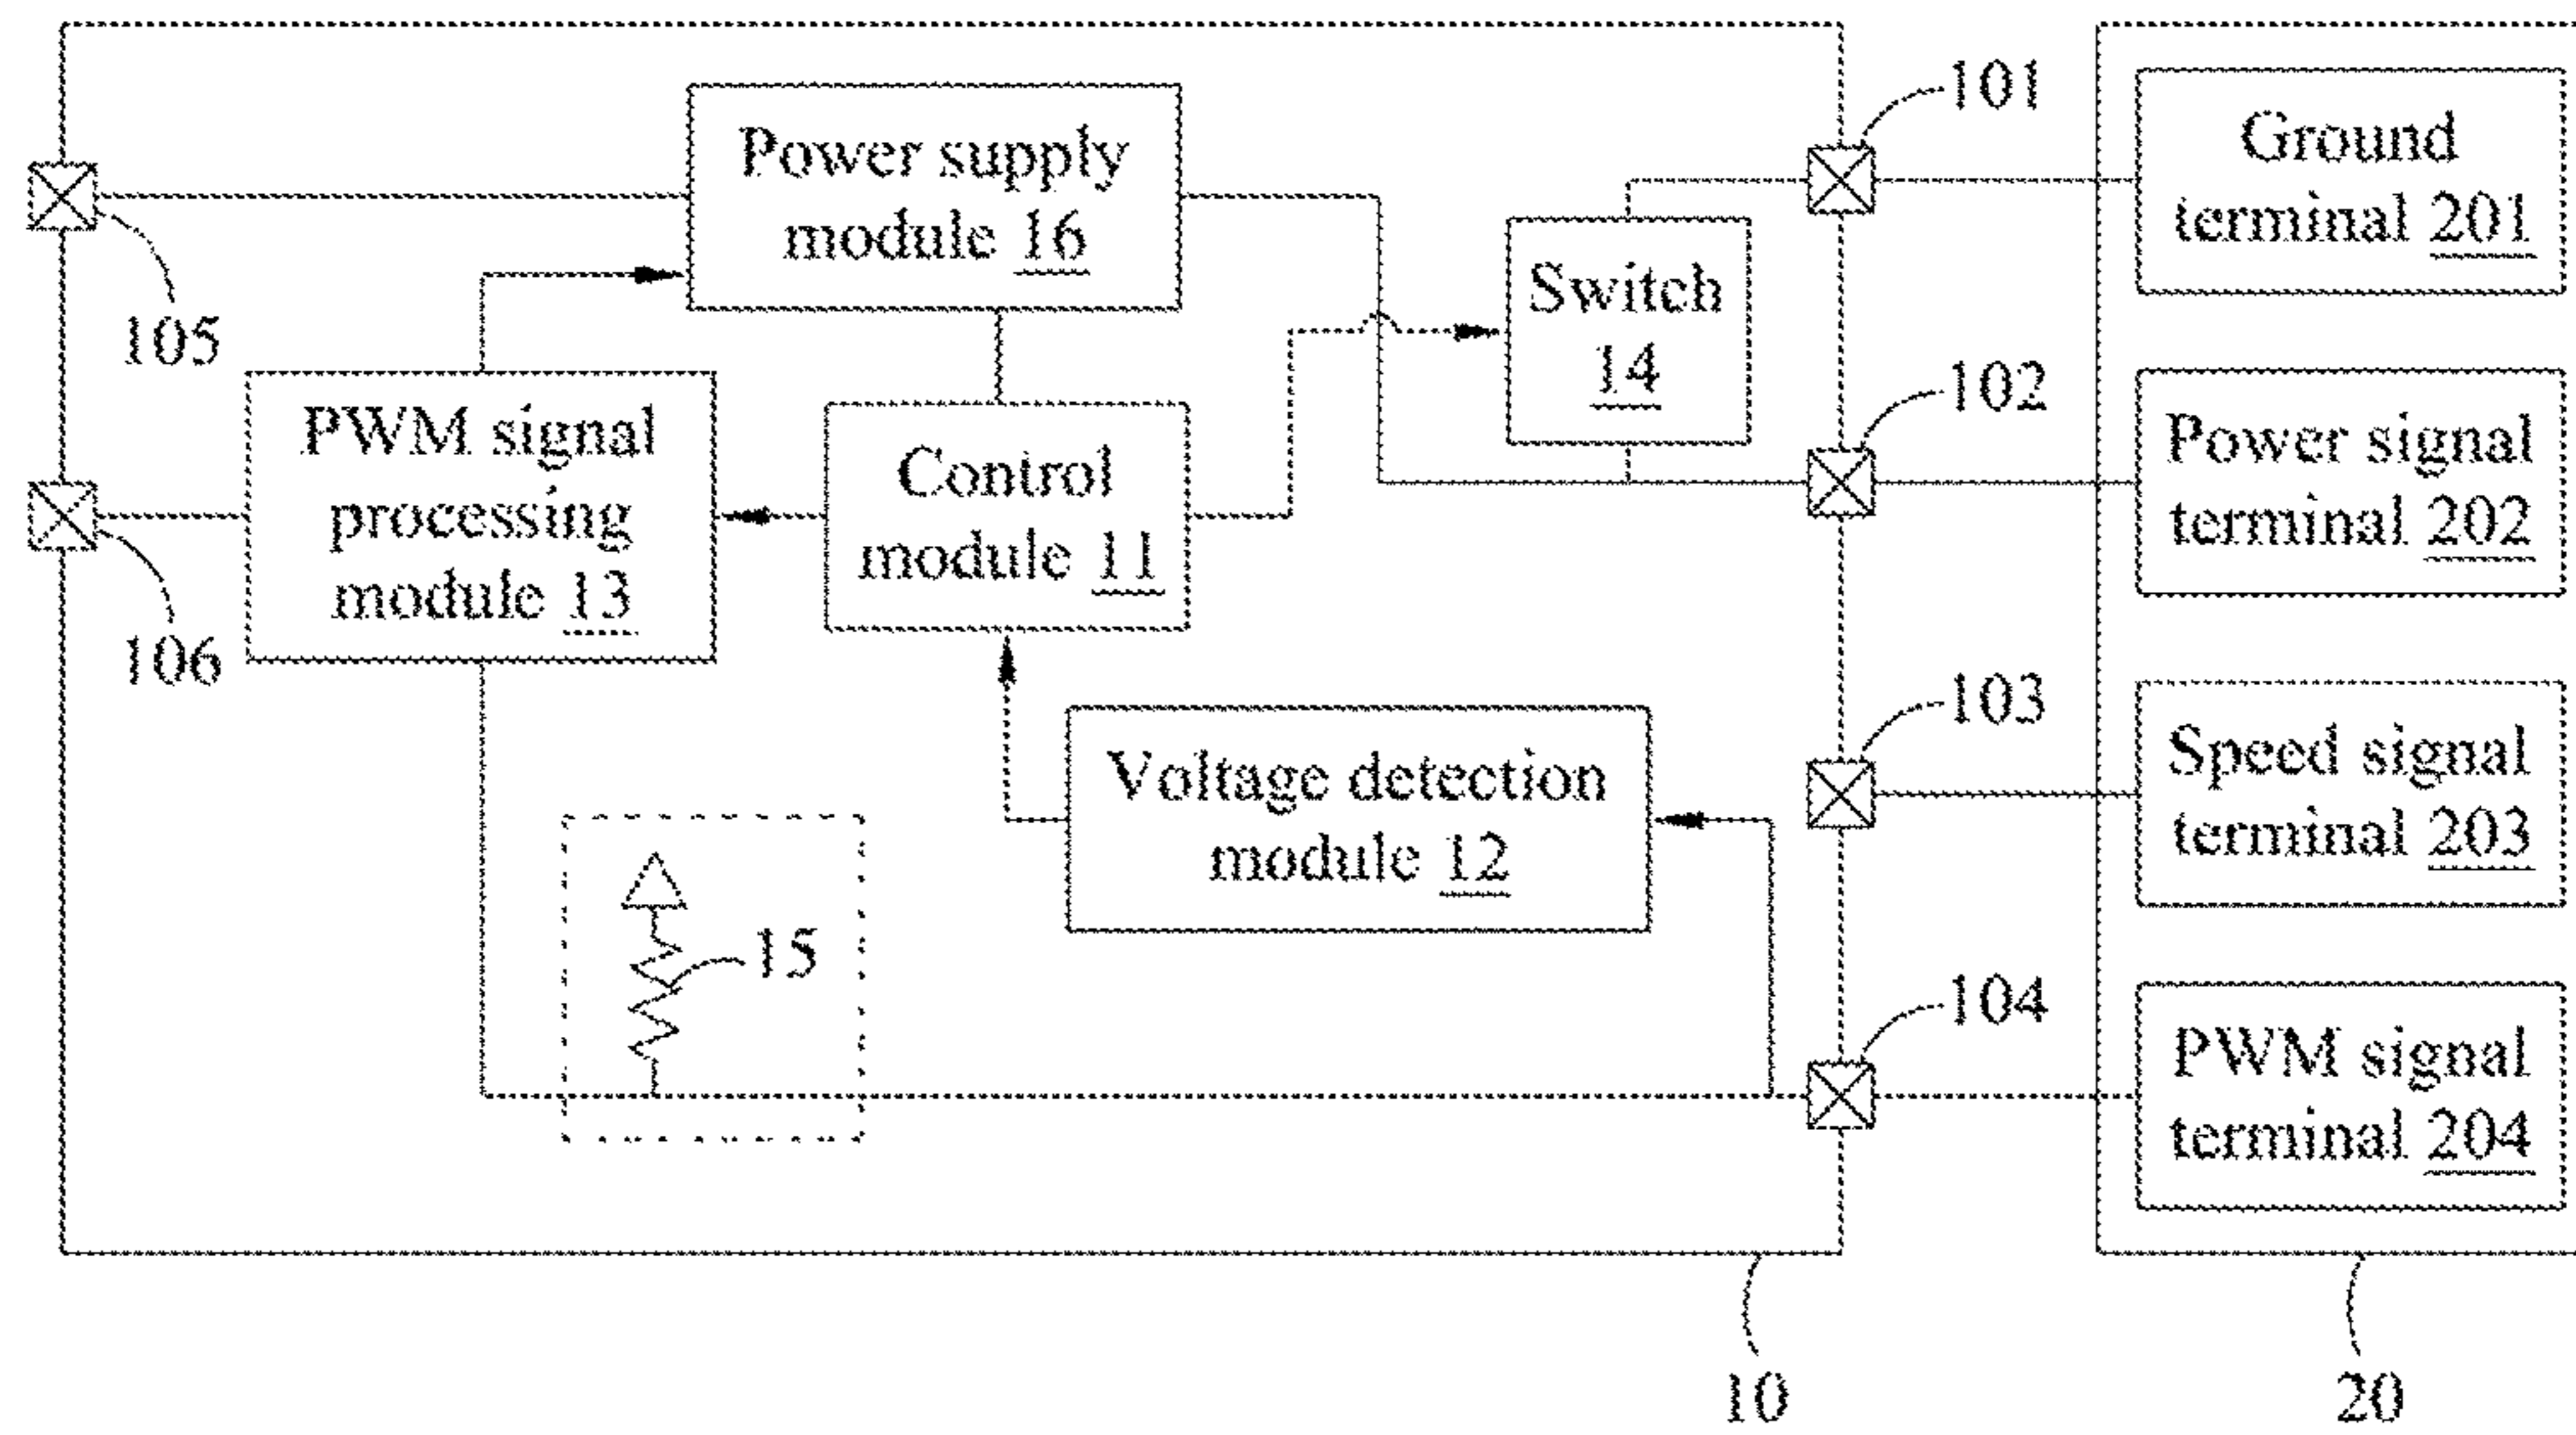 101
Power supply
module 16
Ground
terminal 201
105
Switch
14
102
PWM signal
processing
module 13
Control
module 11
Power signal
terminal 202
106
103
Voltage detection
module 12
Speed signal
terminal 203
15
104
PWM signal
terminal 204
10
20